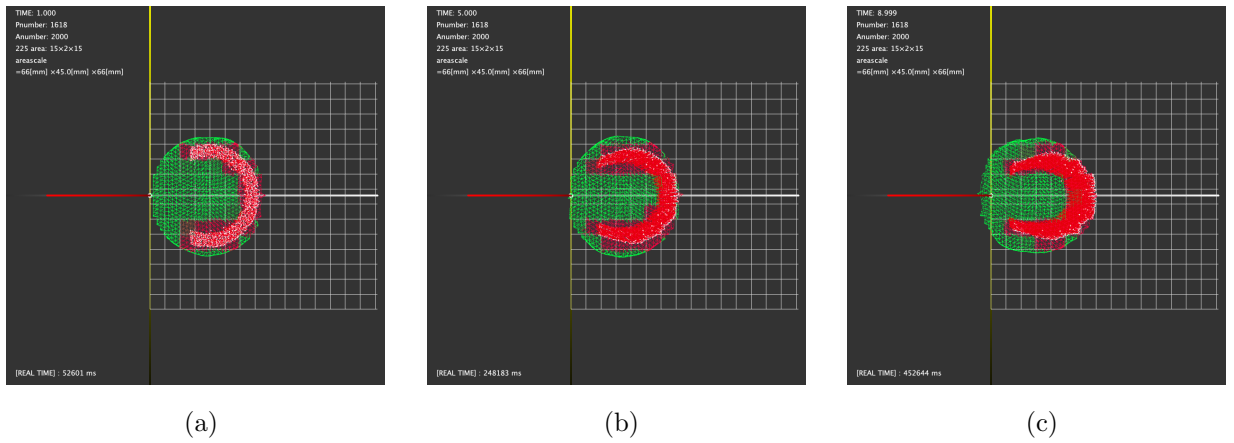 TIME: 1.000
Pnumber: 1618
Anumber: 2000
225 area: 15×2×15
areascale
=66[mm] ×45.0[mm] ×66[mm]
[REAL TIME] : 52601 ms
(a)
TIME: 5.000
Pnumber: 1618
Anumber: 2000
225 area: 15×2×15
areascale
=66[mm] ×45.0[mm] ×66[mm]
[REAL TIME] : 248183 ms
(b)
TIME: 8.999
Pnumber: 1618
Anumber: 2000
225 area: 15×2×15
areascale
=66[mm] ×45.0[mm] ×66[mm]
[REAL TIME] : 452644 ms
(c)